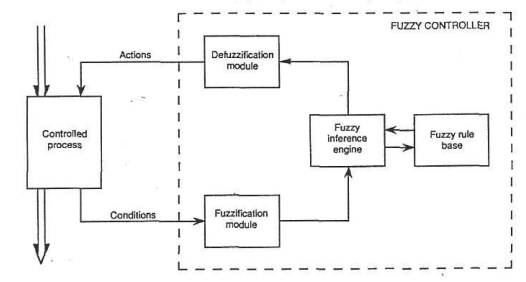 FUZZY CONTROLLER
Actions
Defuzzification
module
Controlled
process
Fuzzy
inference
engine
Fuzzy rule
base
Conditions
Fuzzification
module